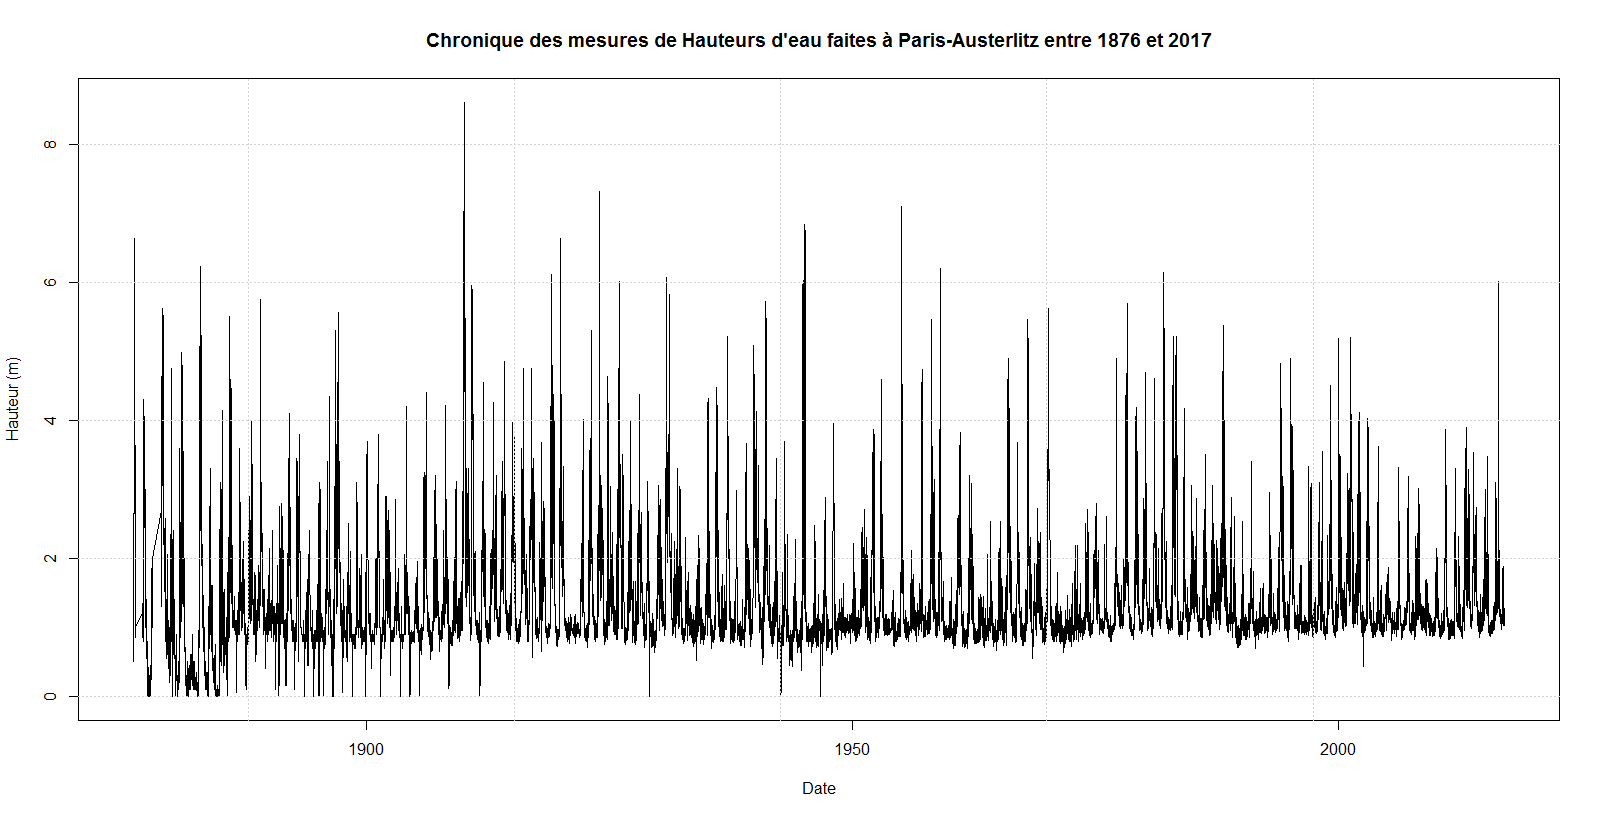 Chronique des mesures de Hauteurs d'eau faites à Paris-Austerlitz entre 1876 et 2017
Hauteur (m)
8
6
4
2
0
1900 1950 2000
Date